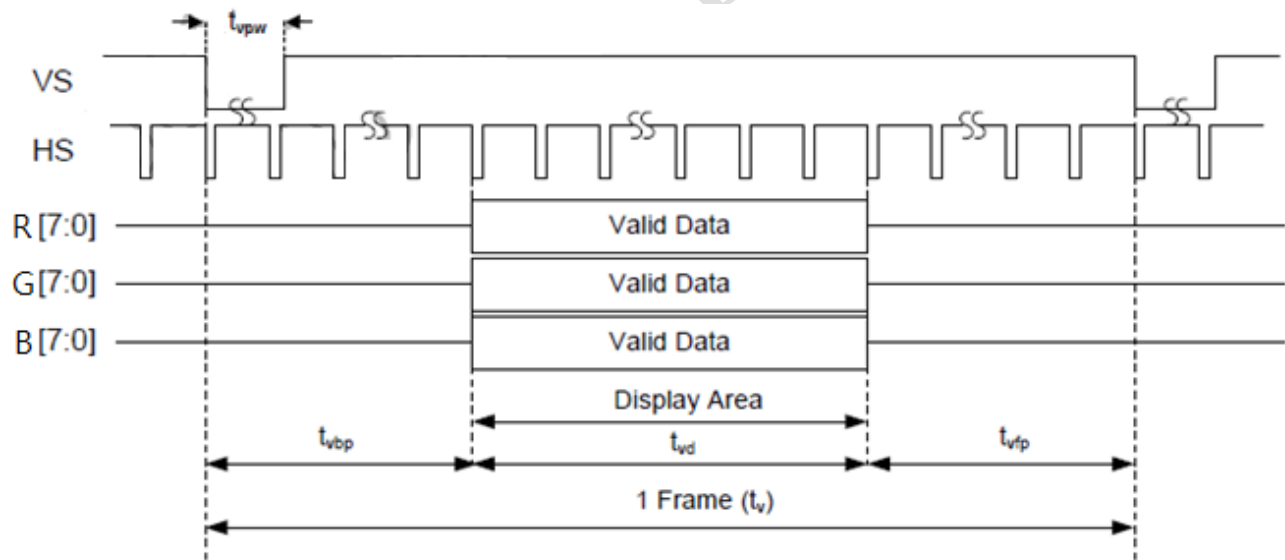 tvpw
VS
HS
R [7:0] Valid Data
G[7:0] Valid Data
B [7:0] Valid Data
Display Area
tvbp tvd tvfp
1 Frame (tv)